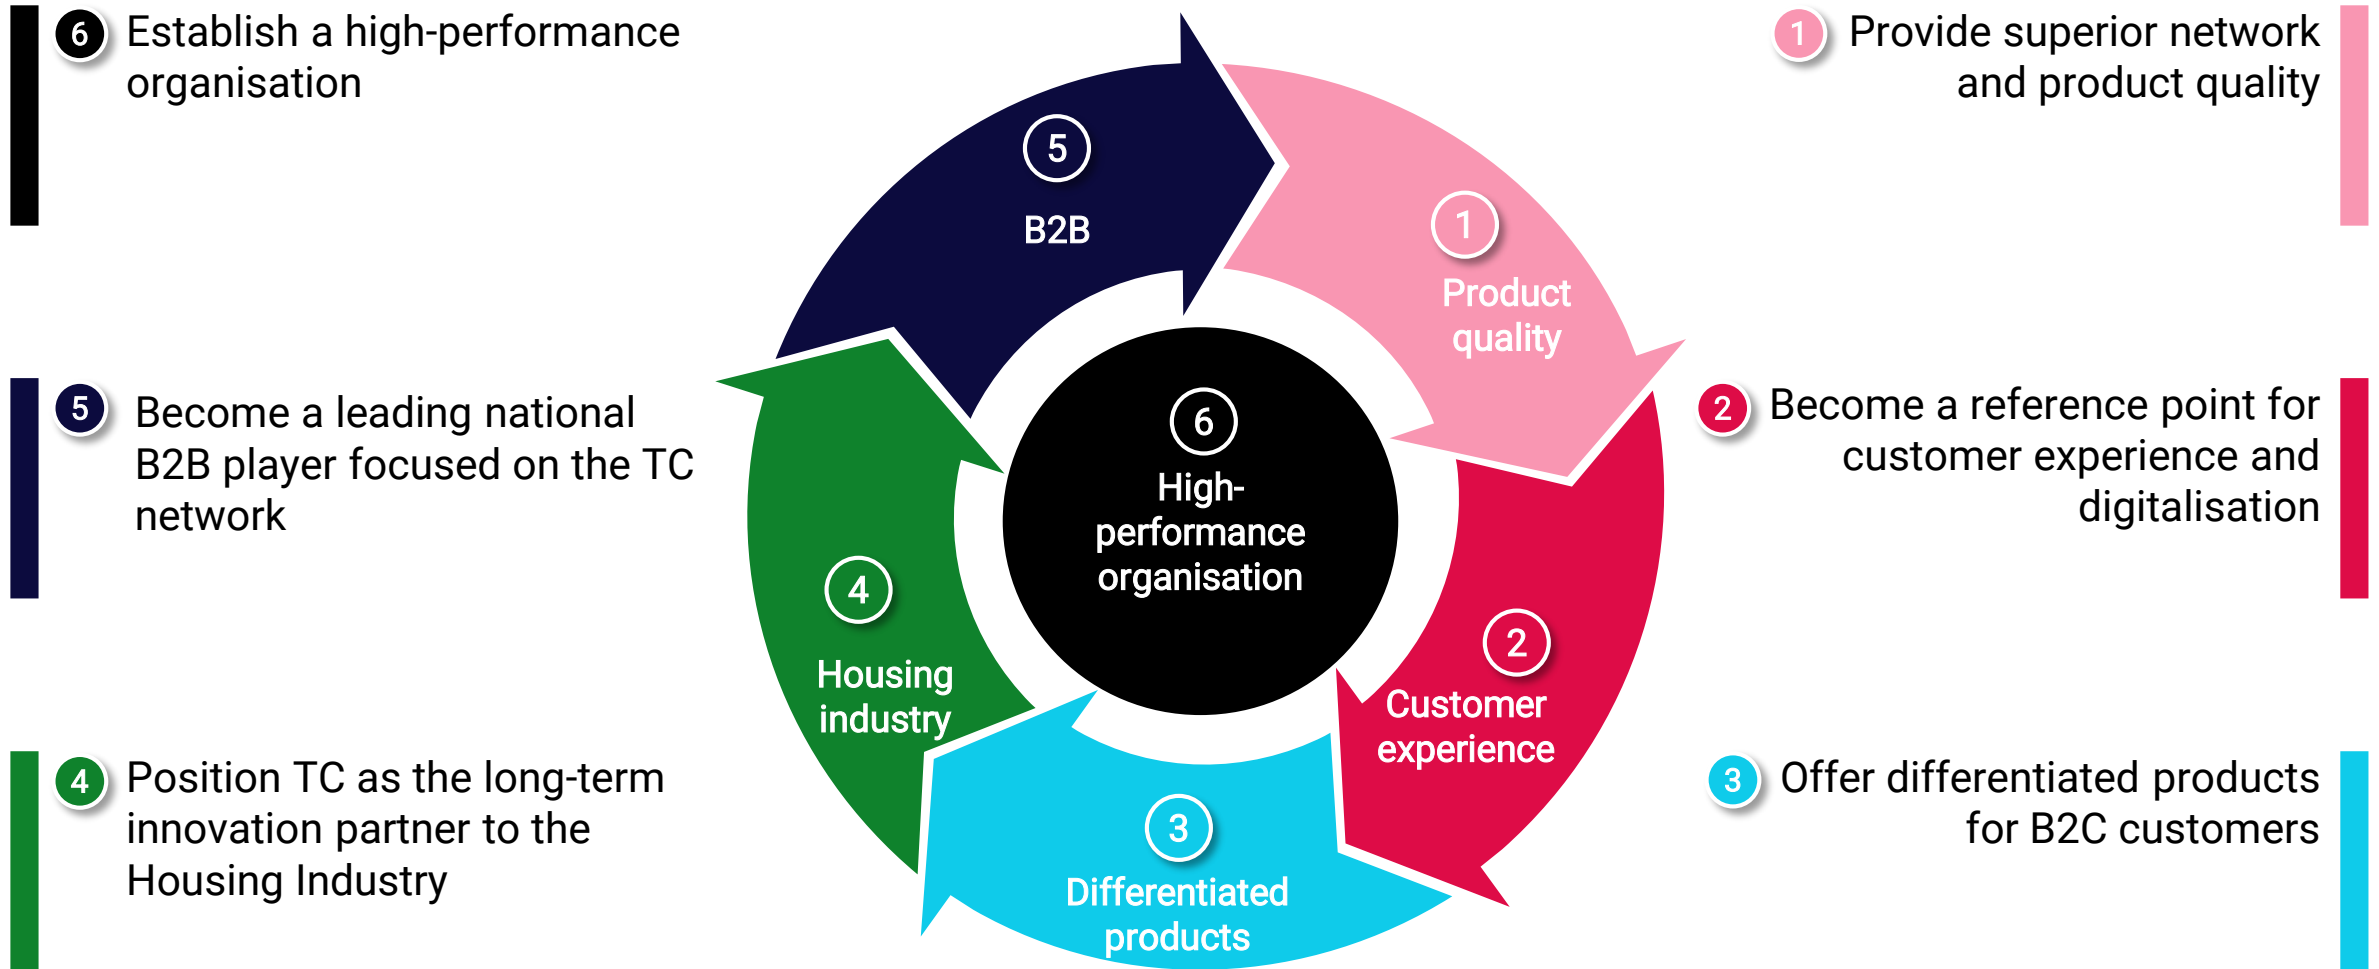 6
Establish a high-performance
organisation
5
Become a leading national
B2B player focused on the TC
network
4
Position TC as the long-term
innovation partner to the
Housing Industry
5
B2B
1
Product
quality
6
High-
performance
organisation
4
Housing
industry
2
Customer
experience
3
Differentiated
products
1
Provide superior network
and product quality
2
Become a reference point for
customer experience and
digitalisation
3
Offer differentiated products
for B2C customers